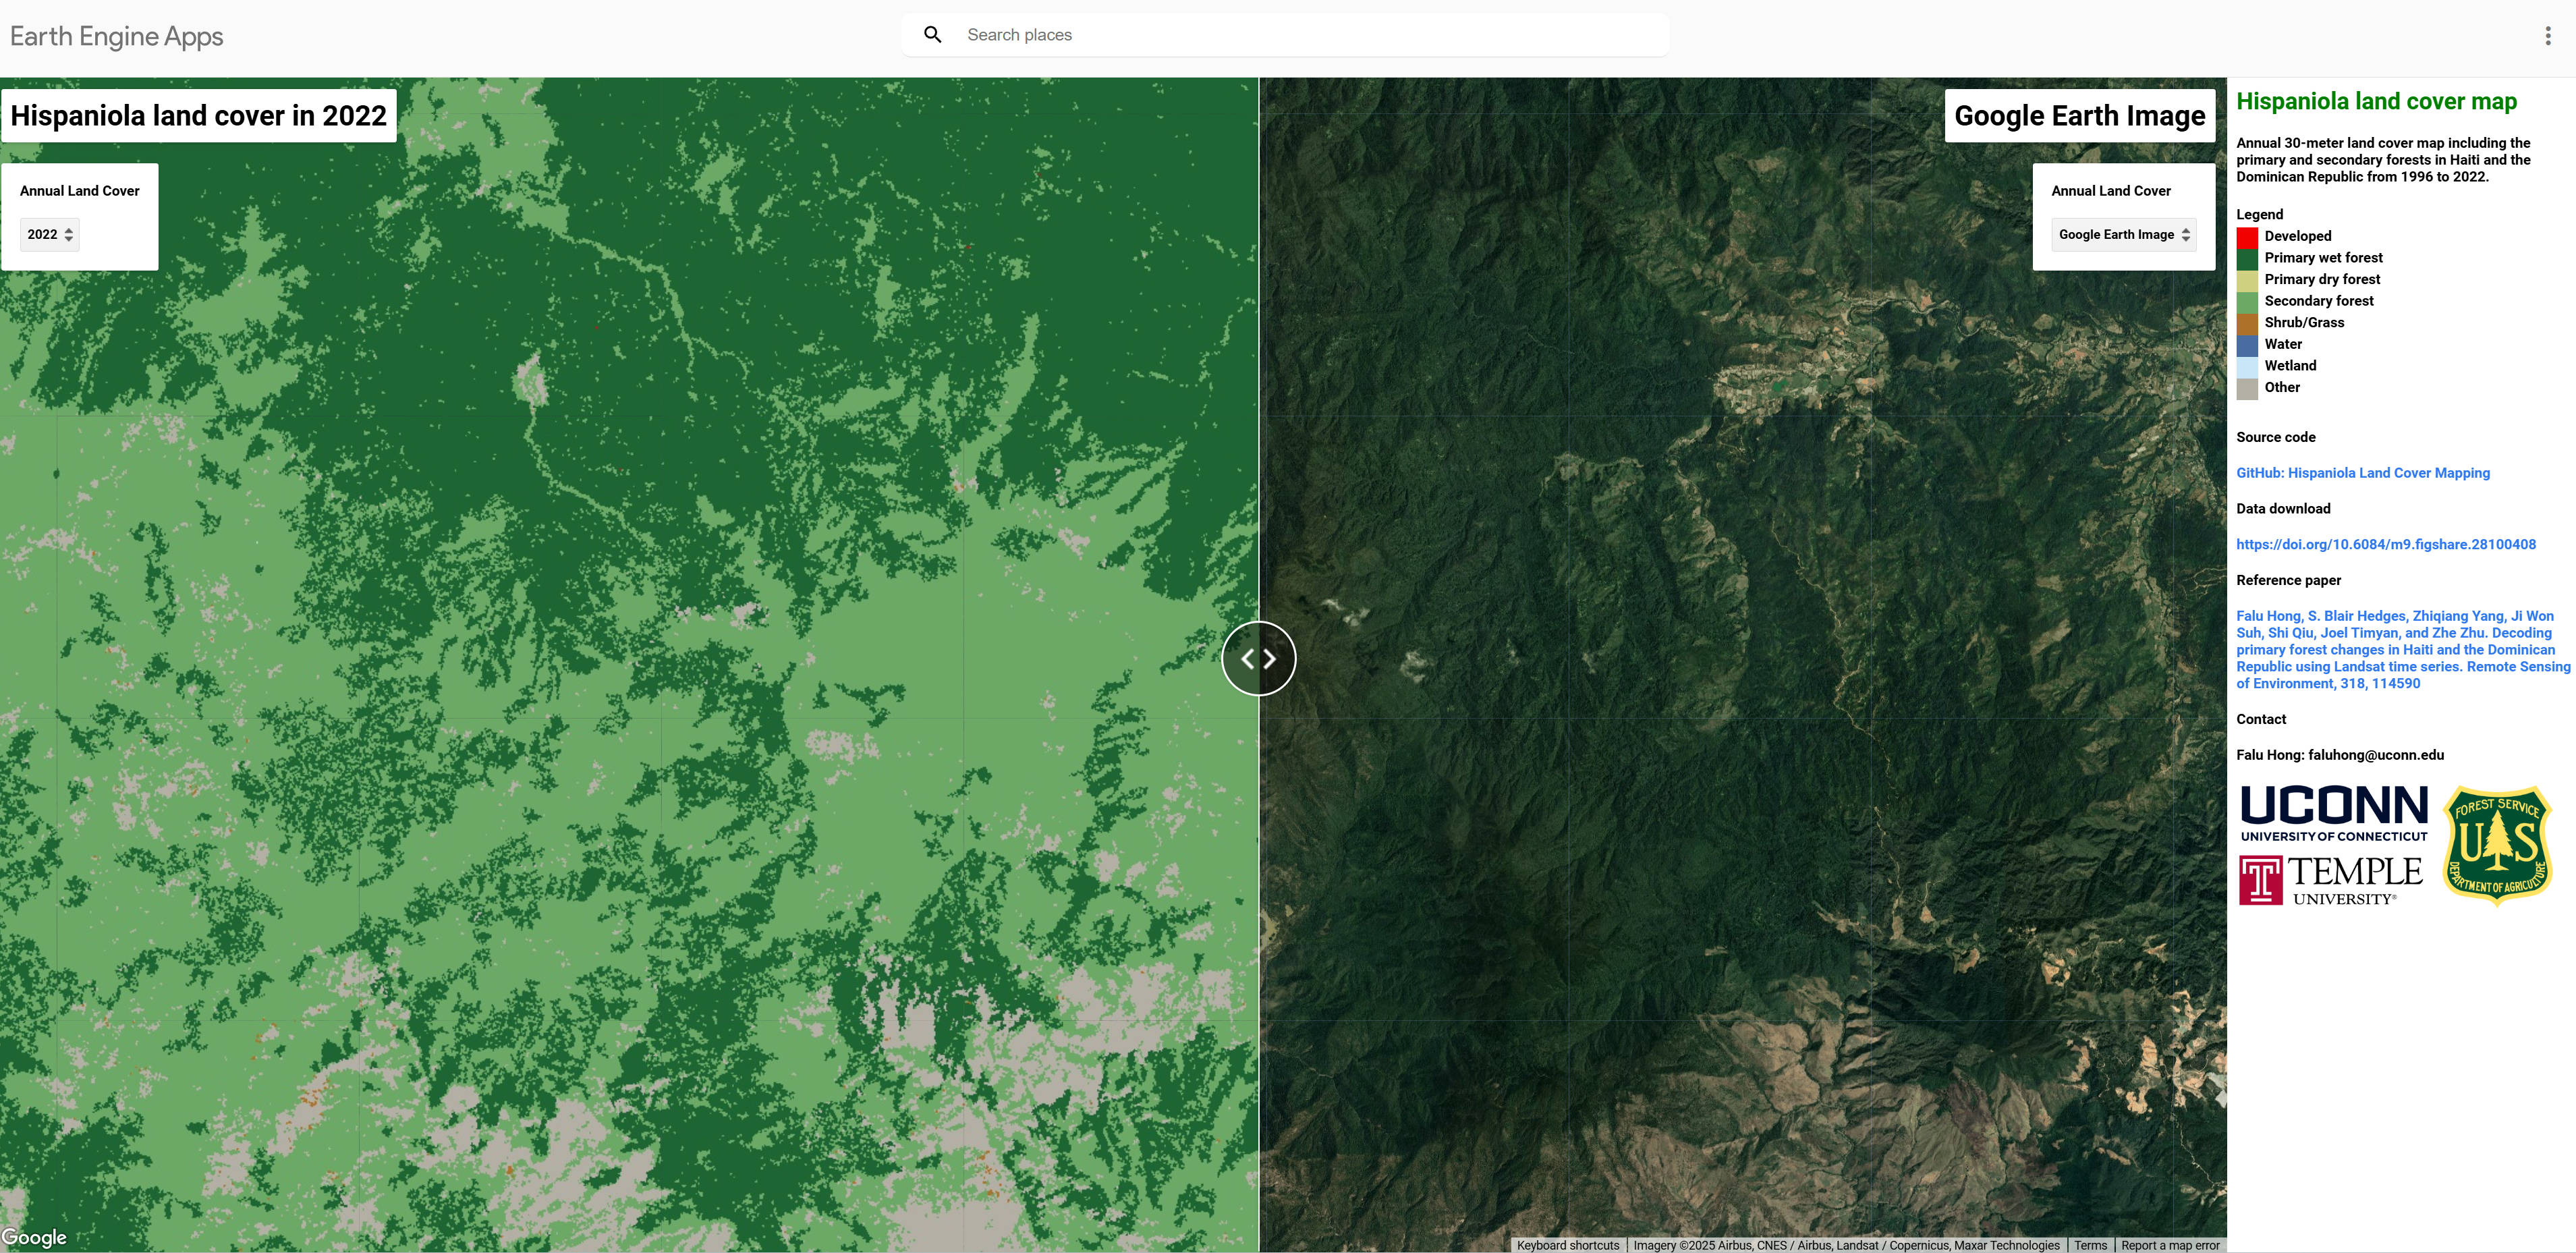 Earth Engine Apps
Search places
Hispaniola land cover in 2022
Annual Land Cover
2022
Google Earth Image
Annual Land Cover
Google Earth Image
Hispaniola land cover map
Annual 30-meter land cover map including the
primary and secondary forests in Haiti and the
Dominican Republic from 1996 to 2022.
Legend
Developed
Primary wet forest
Primary dry forest
Secondary forest
Shrub/Grass
Water
Wetland
Other
Source code
GitHub: Hispaniola Land Cover Mapping
Data download
https://doi.org/10.6084/m9.figshare.28100408
Reference paper
Falu Hong, S. Blair Hedges, Zhiqiang Yang, Ji Won
Suh, Shi Qiu, Joel Timyan, and Zhe Zhu. Decoding
primary forest changes in Haiti and the Dominican
Republic using Landsat time series. Remote Sensing
of Environment, 318, 114590
Contact
Falu Hong: faluhong@uconn.edu
UCONN
UNIVERSITY OF CONNECTICUT
T TEMPLE
UNIVERSITY®
FOREST SERVICE
U S
DEPARTMENT OF AGRICULTURE
Google
Keyboard shortcuts
Imagery ©2025 Airbus, CNES / Airbus, Landsat / Copernicus, Maxar Technologies
Terms
Report a map error